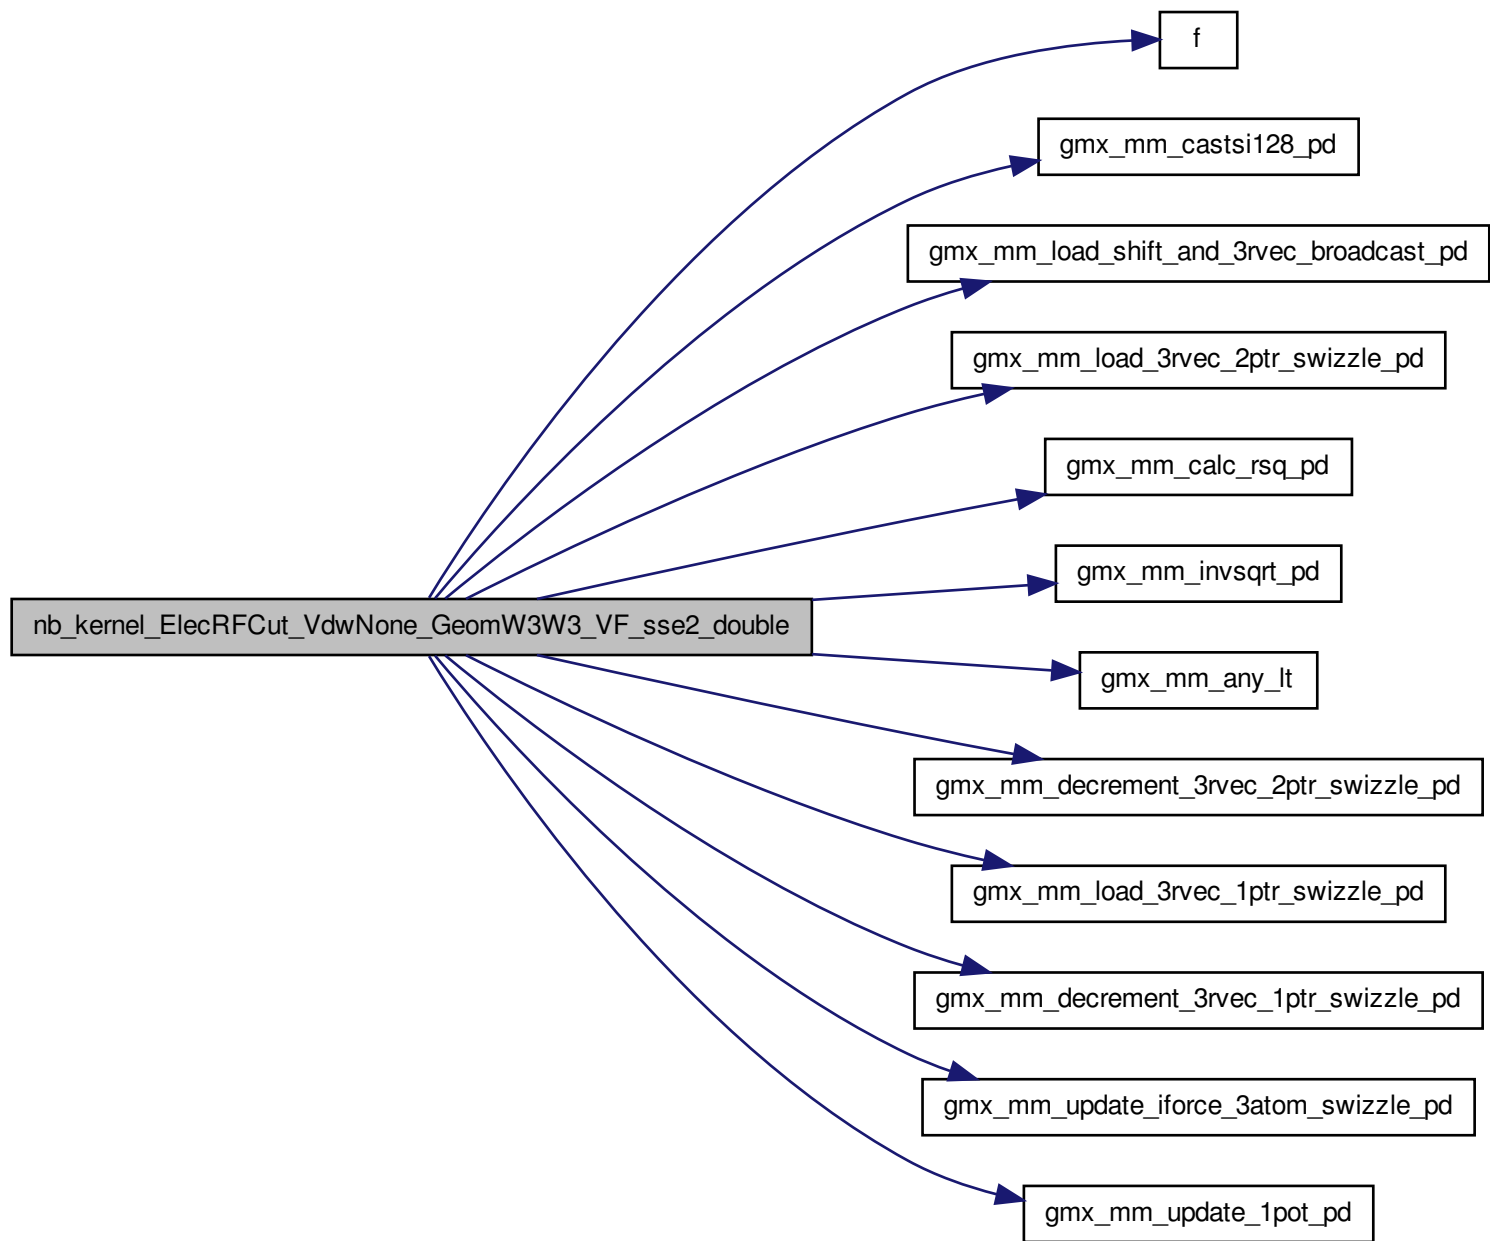 f
gmx_mm_castsi128_pd
gmx_mm_load_shift_and_3rvec_broadcast_pd
gmx_mm_load_3rvec_2ptr_swizzle_pd
gmx_mm_calc_rsq_pd
gmx_mm_invsqrt_pd
nb_kernel_ElecRFCut_VdwNone_GeomW3W3_VF_sse2_double
gmx_mm_any_lt
gmx_mm_decrement_3rvec_2ptr_swizzle_pd
gmx_mm_load_3rvec_1ptr_swizzle_pd
gmx_mm_decrement_3rvec_1ptr_swizzle_pd
gmx_mm_update_iforce_3atom_swizzle_pd
gmx_mm_update_1pot_pd